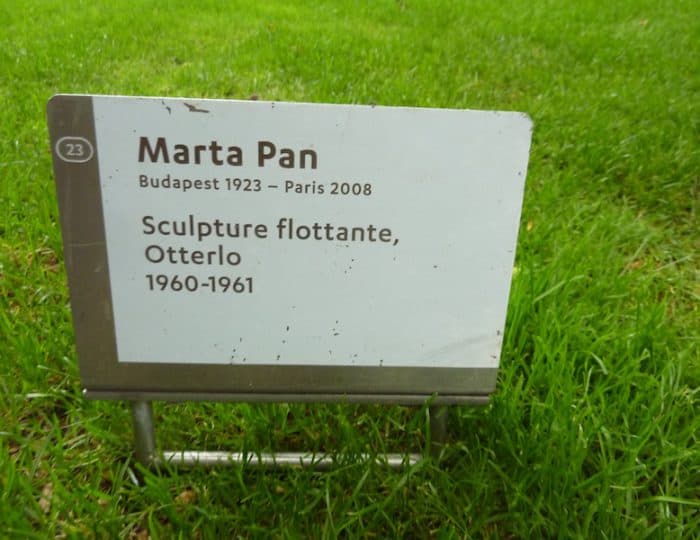 23
Marta Pan
Budapest 1923 – Paris 2008
Sculpture flottante,
Otterlo
1960-1961